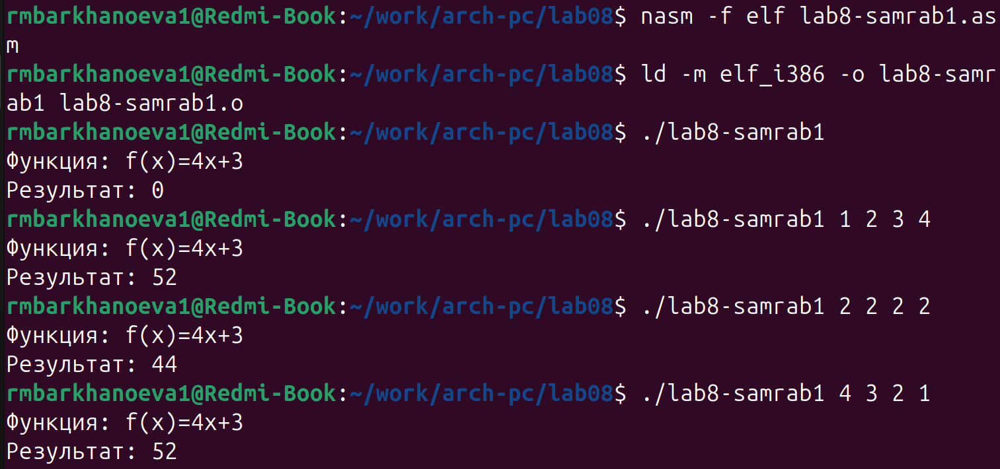 rmbarkhanoeva1@Redmi-Book:~/work/arch-pc/lab08$ nasm -f elf lab8-samrab1.as
m
rmbarkhanoeva1@Redmi-Book:~/work/arch-pc/lab08$ ld -m elf_i386 -o lab8-samr
ab1 lab8-samrab1.o
rmbarkhanoeva1@Redmi-Book:~/work/arch-pc/lab08$ ./lab8-samrab1
Функция: f(x)=4x+3
Результат: 0
rmbarkhanoeva1@Redmi-Book:~/work/arch-pc/lab08$ ./lab8-samrab1 1 2 3 4
Функция: f(x)=4x+3
Результат: 52
rmbarkhanoeva1@Redmi-Book:~/work/arch-pc/lab08$ ./lab8-samrab1 2 2 2 2
Функция: f(x)=4x+3
Результат: 44
rmbarkhanoeva1@Redmi-Book:~/work/arch-pc/lab08$ ./lab8-samrab1 4 3 2 1
Функция: f(x)=4x+3
Результат: 52